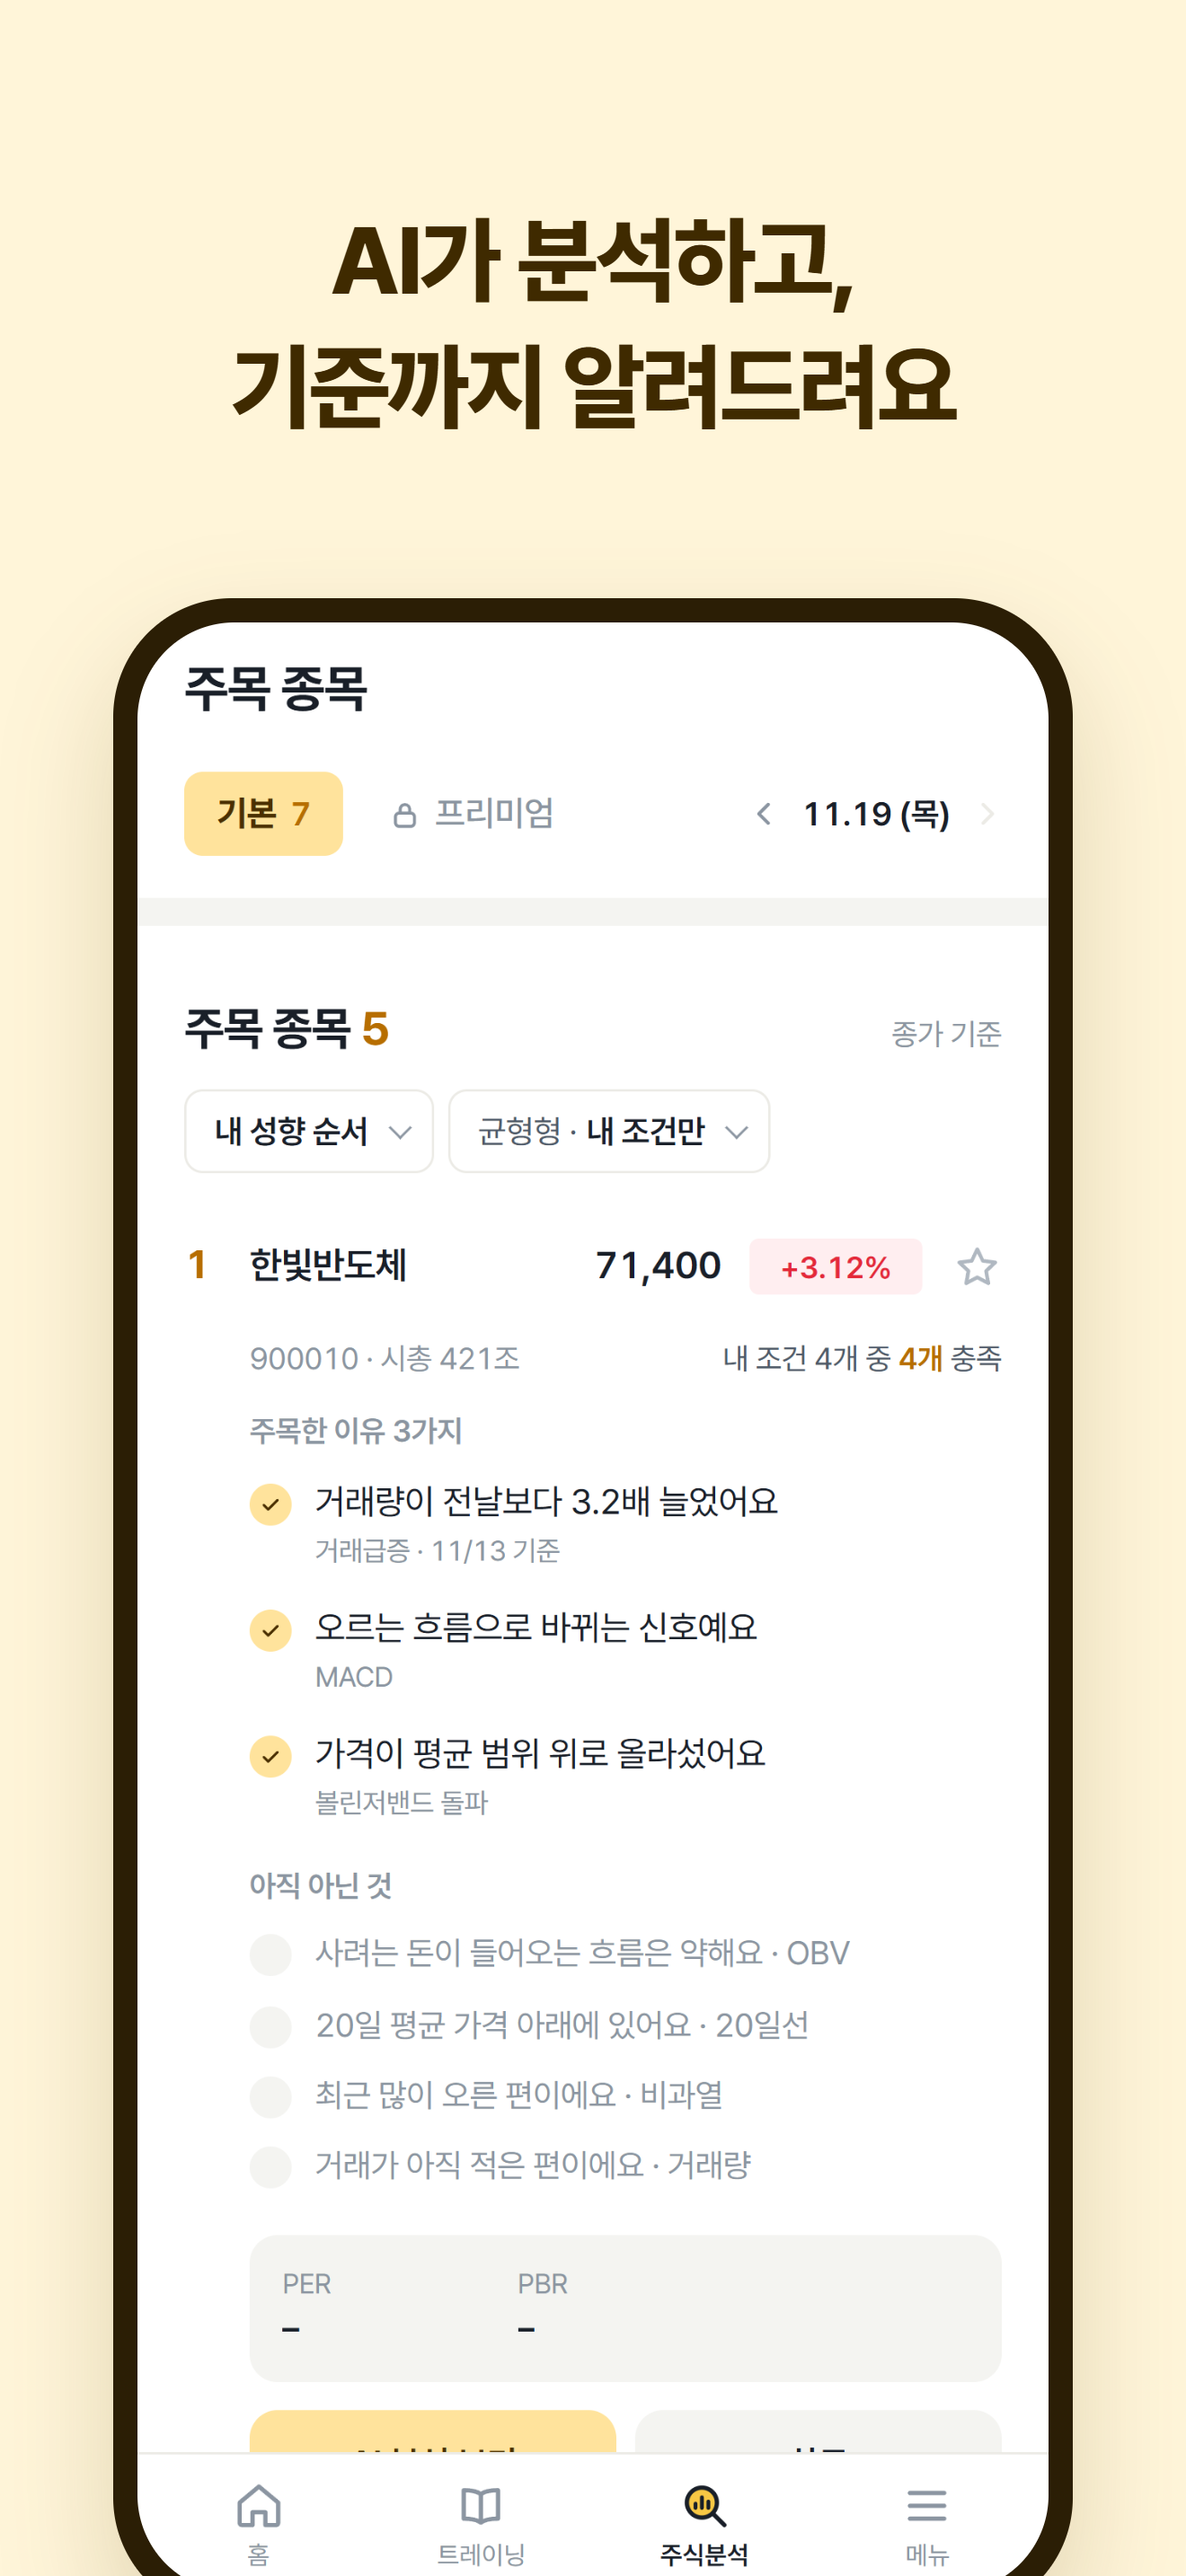 AI가 분석하고,
기준까지 알려드려요
주목 종목
기본 7 프리미엄 11.19 (목)
주목 종목 5 종가 기준
내 성향 순서 균형형 · 내 조건만
1 한빛반도체 71,400 +3.12%
900010 · 시총 421조 내 조건 4개 중 4개 충족
주목한 이유 3가지
거래량이 전날보다 3.2배 늘었어요
거래급증 · 11/13 기준
오르는 흐름으로 바뀌는 신호예요
MACD
가격이 평균 범위 위로 올라섰어요
볼린저밴드 돌파
아직 아닌 것
사려는 돈이 들어오는 흐름은 약해요 · OBV
20일 평균 가격 아래에 있어요 · 20일선
최근 많이 오른 편이에요 · 비과열
거래가 아직 적은 편이에요 · 거래량
PER PBR
– –
홈 트레이닝 주식분석 메뉴